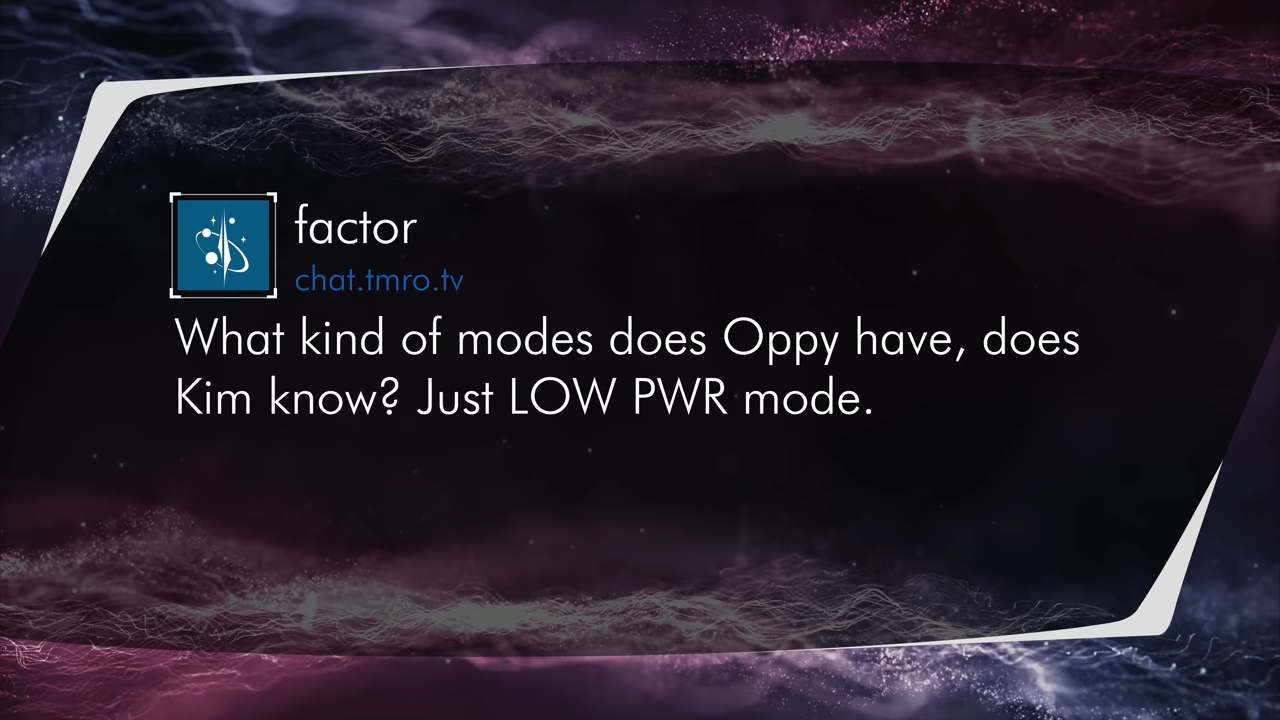 factor
chat.tmro.tv
What kind of modes does Oppy have, does
Kim know? Just LOW PWR mode.